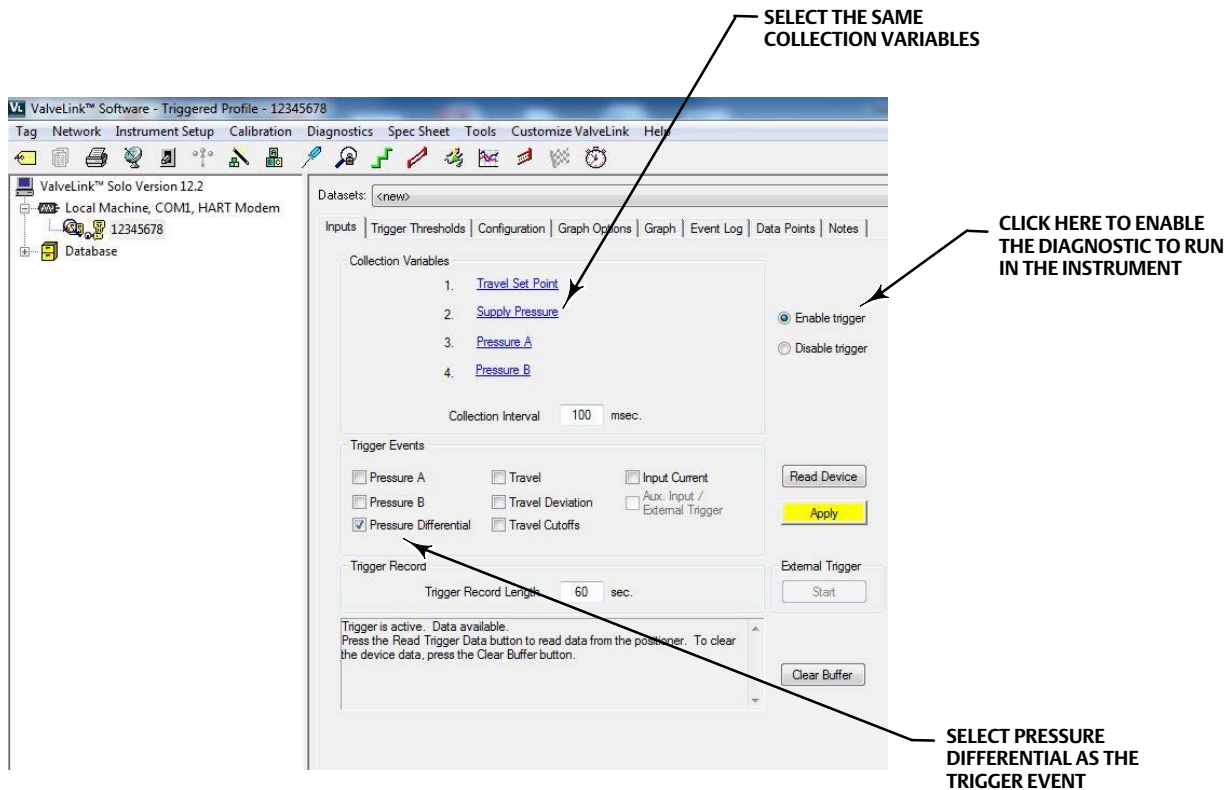 SELECT THE SAME
COLLECTION VARIABLES
ValveLink™ Software - Triggered Profile - 12345678
Tag Network Instrument Setup Calibration Diagnostics Spec Sheet Tools Customize ValveLink Help
ValveLink™ Solo Version 12.2
Local Machine, COM1, HART Modem
12345678
Database
Datasets: <new>
Inputs Trigger Thresholds Configuration Graph Options Graph Event Log Data Points Notes
CLICK HERE TO ENABLE
THE DIAGNOSTIC TO RUN
IN THE INSTRUMENT
Collection Variables
1. Travel Set Point
2. Supply Pressure
3. Pressure A
4. Pressure B
Enable trigger
Disable trigger
Collection Interval 100 msec.
Trigger Events
Pressure A Travel Input Current
Pressure B Travel Deviation Aux. Input /
External Trigger
Pressure Differential Travel Cutoffs
Read Device
Apply
Trigger Record
Trigger Record Length 60 sec.
External Trigger
Start
Trigger is active. Data available.
Press the Read Trigger Data button to read data from the positioner. To clear
the device data, press the Clear Buffer button.
Clear Buffer
SELECT PRESSURE
DIFFERENTIAL AS THE
TRIGGER EVENT